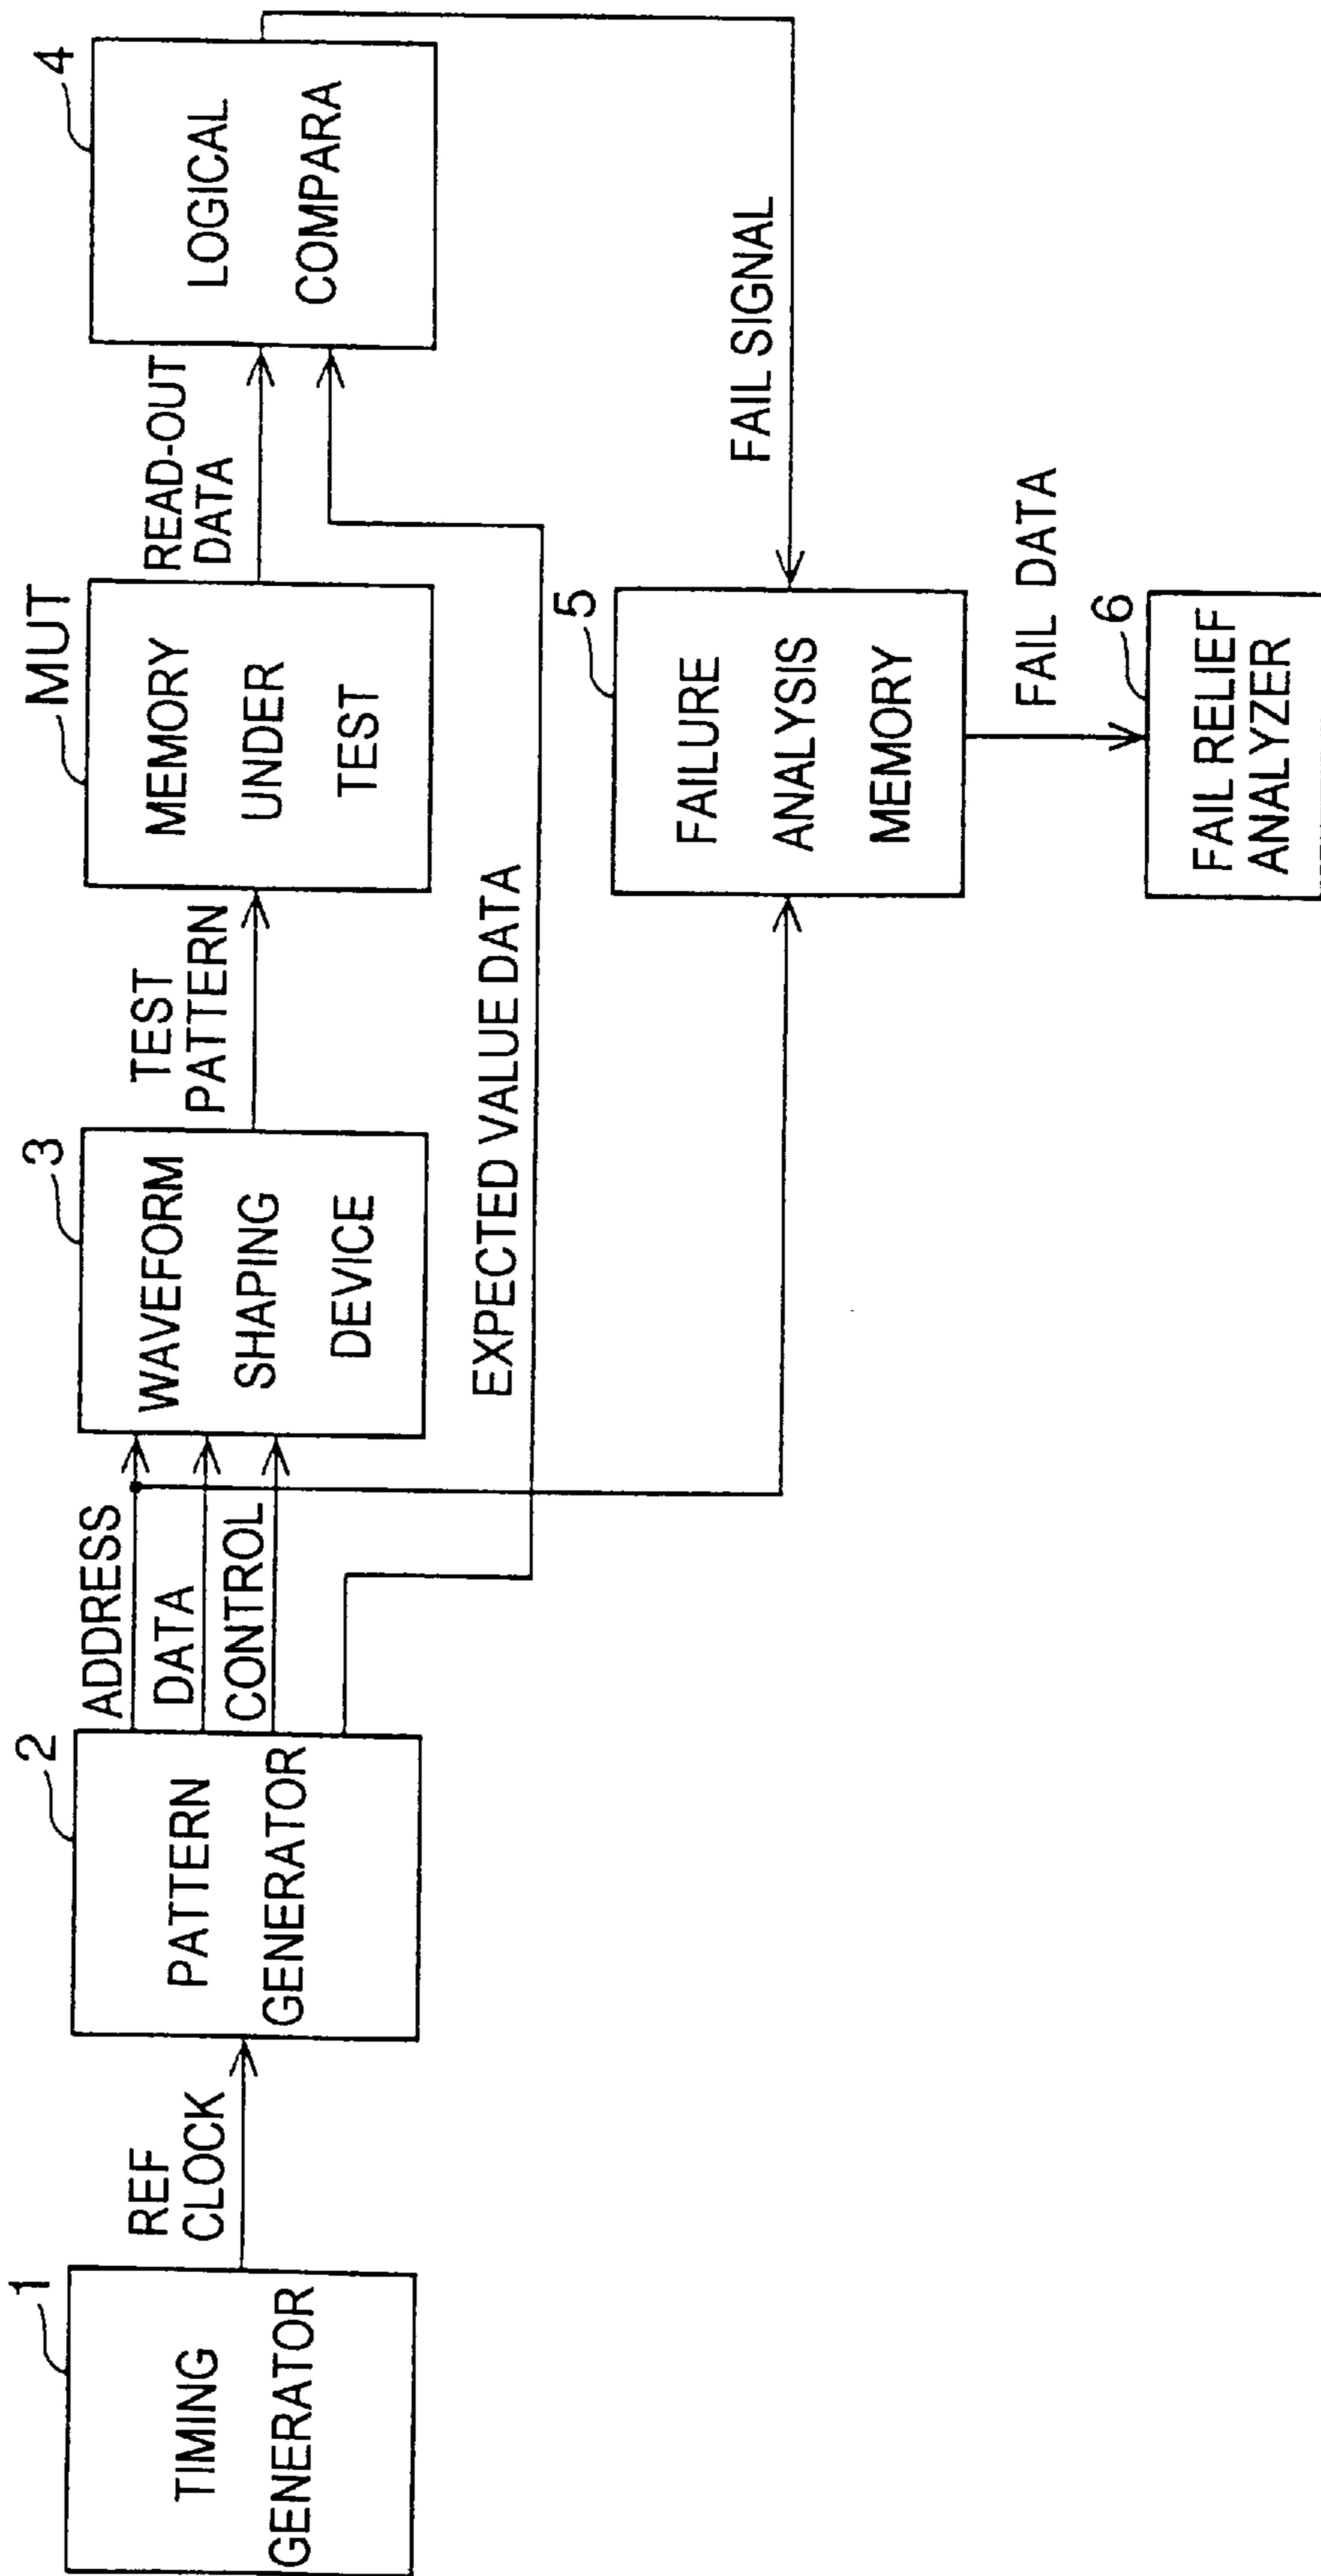 1
TIMING
GENERATOR
REF
CLOCK
2
PATTERN
GENERATOR
ADDRESS
DATA
CONTROL
3
WAVEFORM
SHAPING
DEVICE
TEST
PATTERN
MUT
MEMORY
UNDER
TEST
READ-OUT
DATA
4
LOGICAL
COMPARA
EXPECTED VALUE DATA
FAIL SIGNAL
5
FAILURE
ANALYSIS
MEMORY
FAIL DATA
6
FAIL RELIEF
ANALYZER